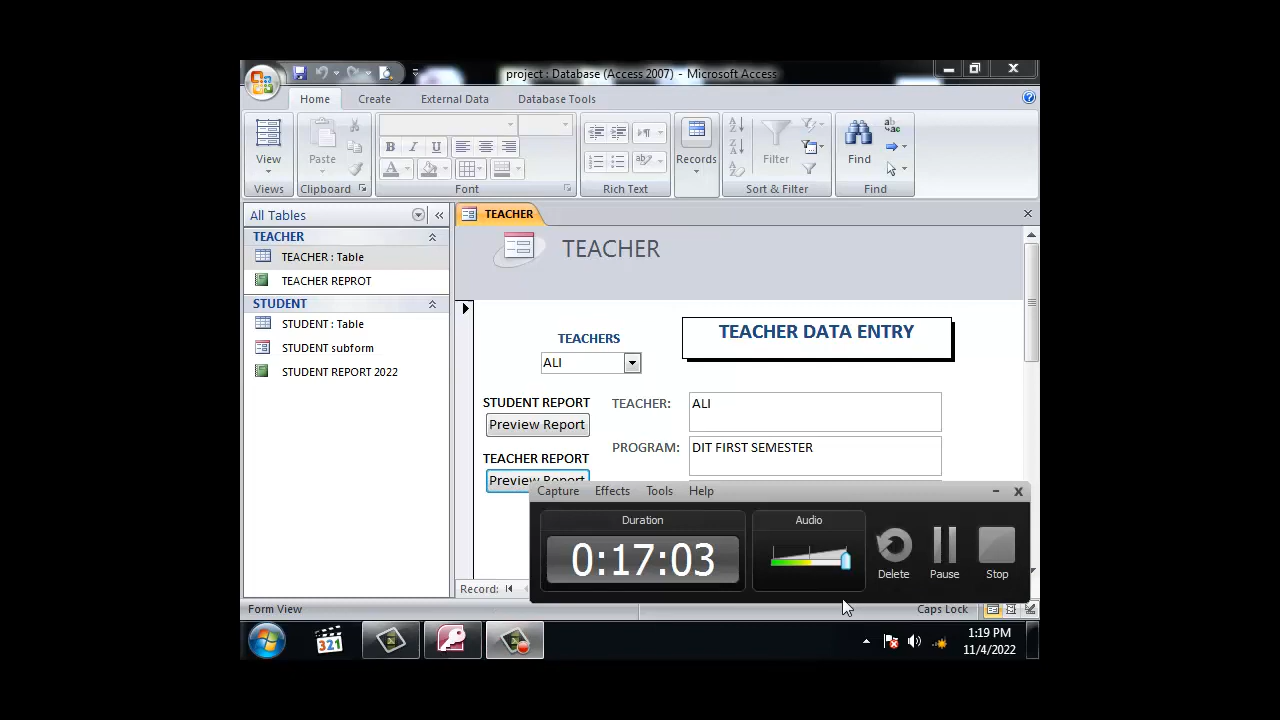 project : Database (Access 2007) - Microsoft Access
Home Create External Data Database Tools
View Paste B I U Records Filter Find
Views Clipboard Font Rich Text Sort & Filter Find
All Tables
TEACHER
TEACHER : Table
TEACHER REPROT
STUDENT
STUDENT : Table
STUDENT subform
STUDENT REPORT 2022
TEACHER
TEACHER
TEACHERS
ALI
TEACHER DATA ENTRY
STUDENT REPORT
Preview Report
TEACHER: ALI
PROGRAM: DIT FIRST SEMESTER
TEACHER REPORT
Preview Report
Capture Effects Tools Help
Duration
0:17:03
Audio
Delete Pause Stop
Record:
Form View Caps Lock
321
1:19 PM
11/4/2022